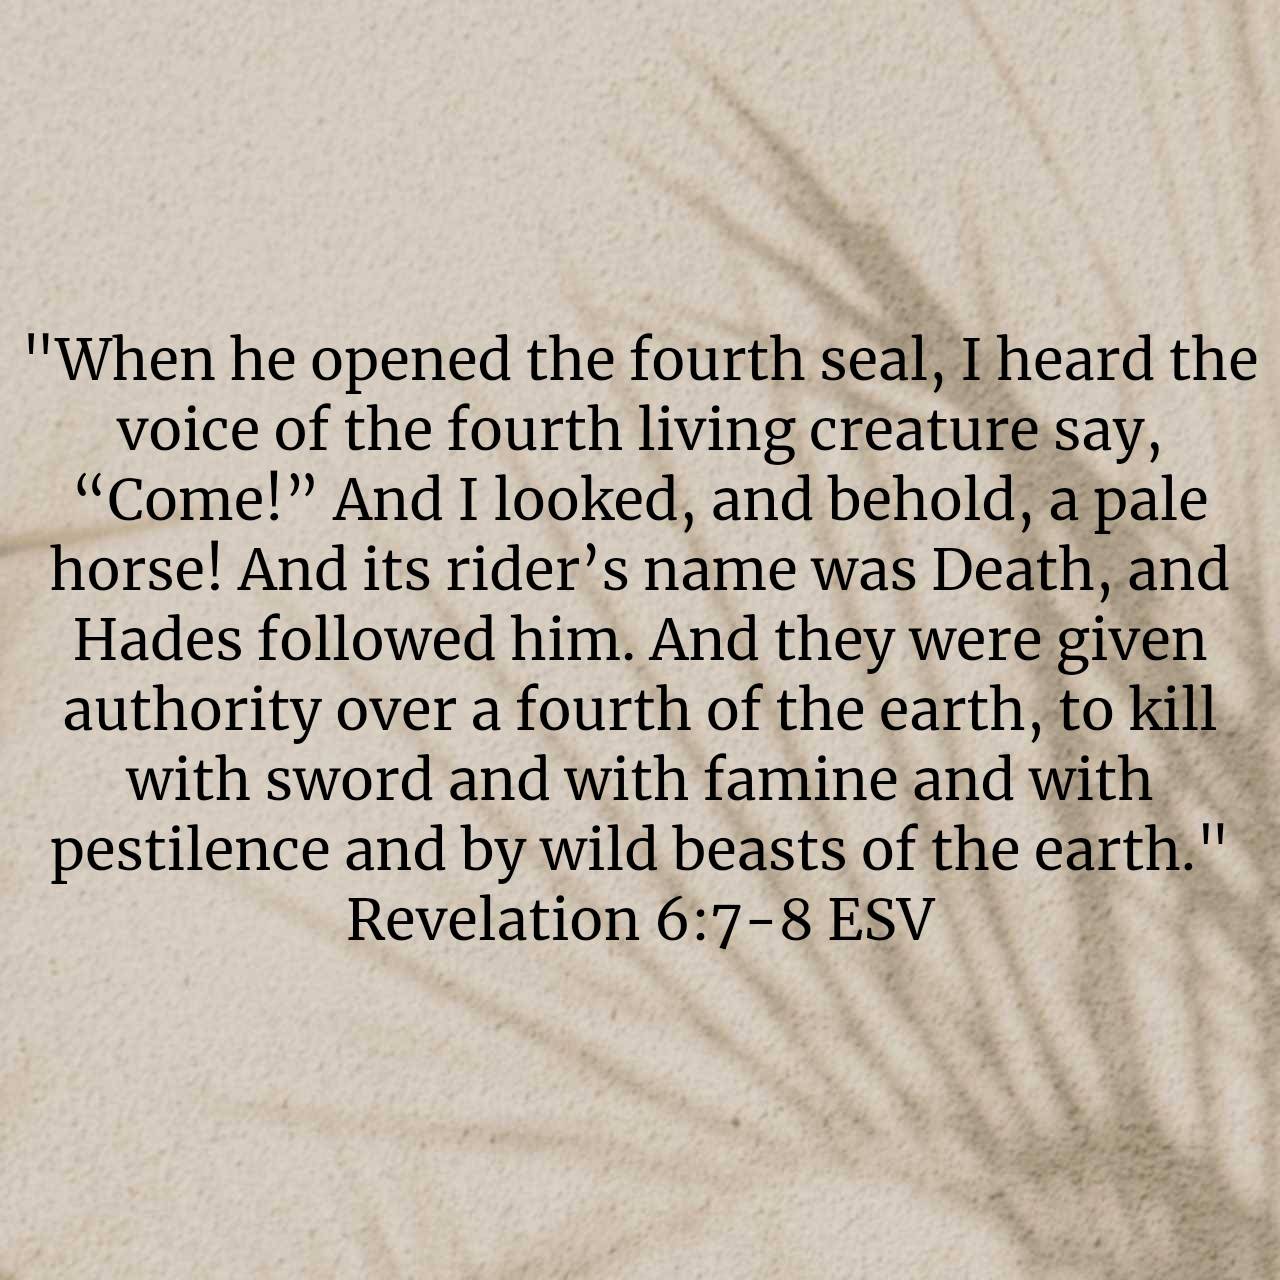 "When he opened the fourth seal, I heard the
voice of the fourth living creature say,
“Come!” And I looked, and behold, a pale
horse! And its rider’s name was Death, and
Hades followed him. And they were given
authority over a fourth of the earth, to kill
with sword and with famine and with
pestilence and by wild beasts of the earth."
Revelation 6:7-8 ESV